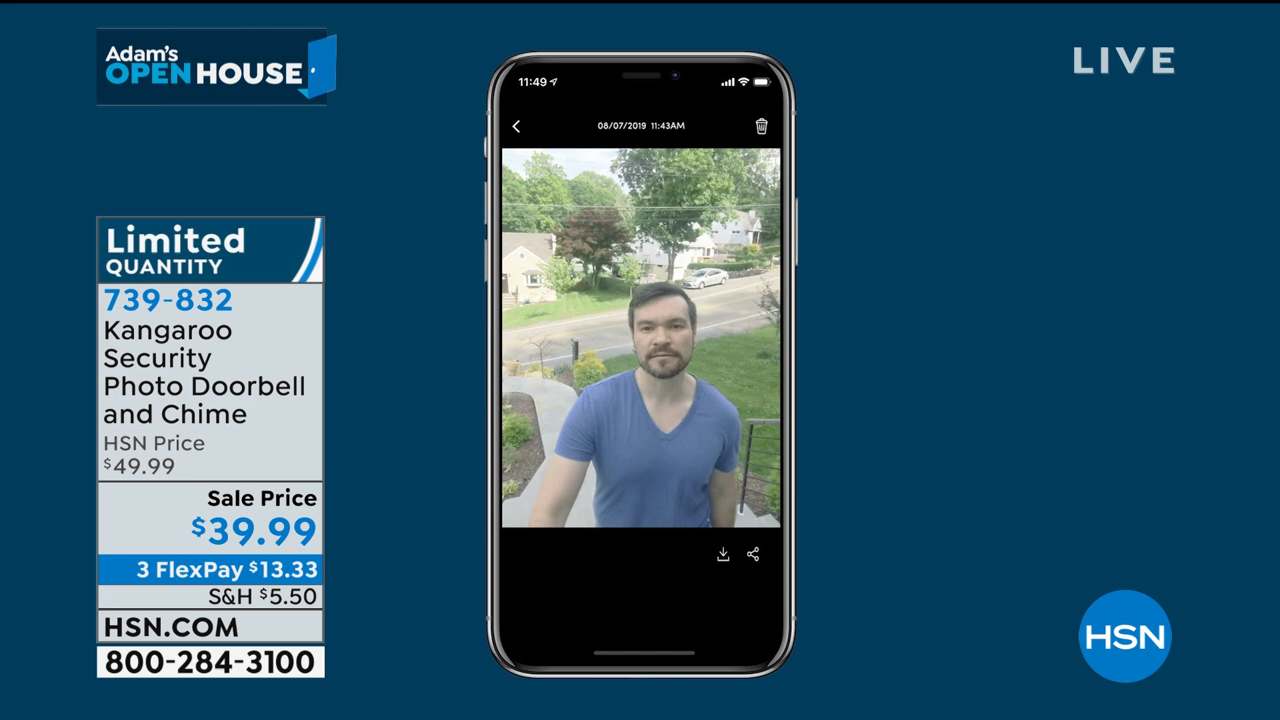 Adam's
OPEN HOUSE
LIVE
11:49
08/07/2019 11:43AM
Limited
QUANTITY
739-832
Kangaroo
Security
Photo Doorbell
and Chime
HSN Price
$49.99
Sale Price
$39.99
3 FlexPay $13.33
S&H $5.50
HSN.COM
800-284-3100
HSN